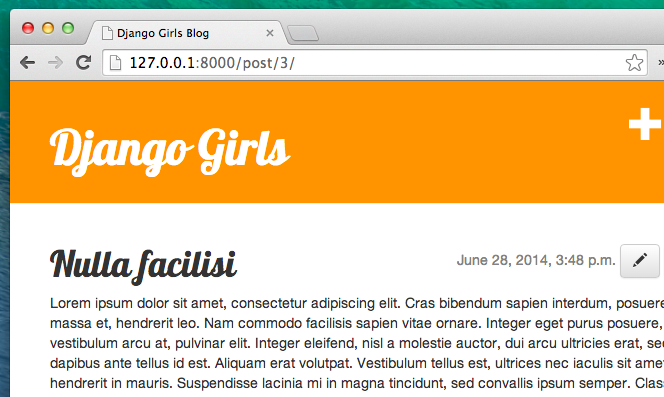 Django Girls Blog
127.0.0.1:8000/post/3/
Django Girls
Nulla facilisi
June 28, 2014, 3:48 p.m.
Lorem ipsum dolor sit amet, consectetur adipiscing elit. Cras bibendum sapien interdum, posuere
massa et, hendrerit leo. Nam commodo facilisis sapien vitae ornare. Integer eget purus posuere,
vestibulum arcu at, pulvinar elit. Integer eleifend, nisl a molestie auctor, dui arcu ultricies erat, sed
dapibus ante tellus id est. Aliquam erat volutpat. Vestibulum tellus est, ultrices nec iaculis sit amet
hendrerit in mauris. Suspendisse lacinia mi in magna tincidunt, sed convallis ipsum semper. Class